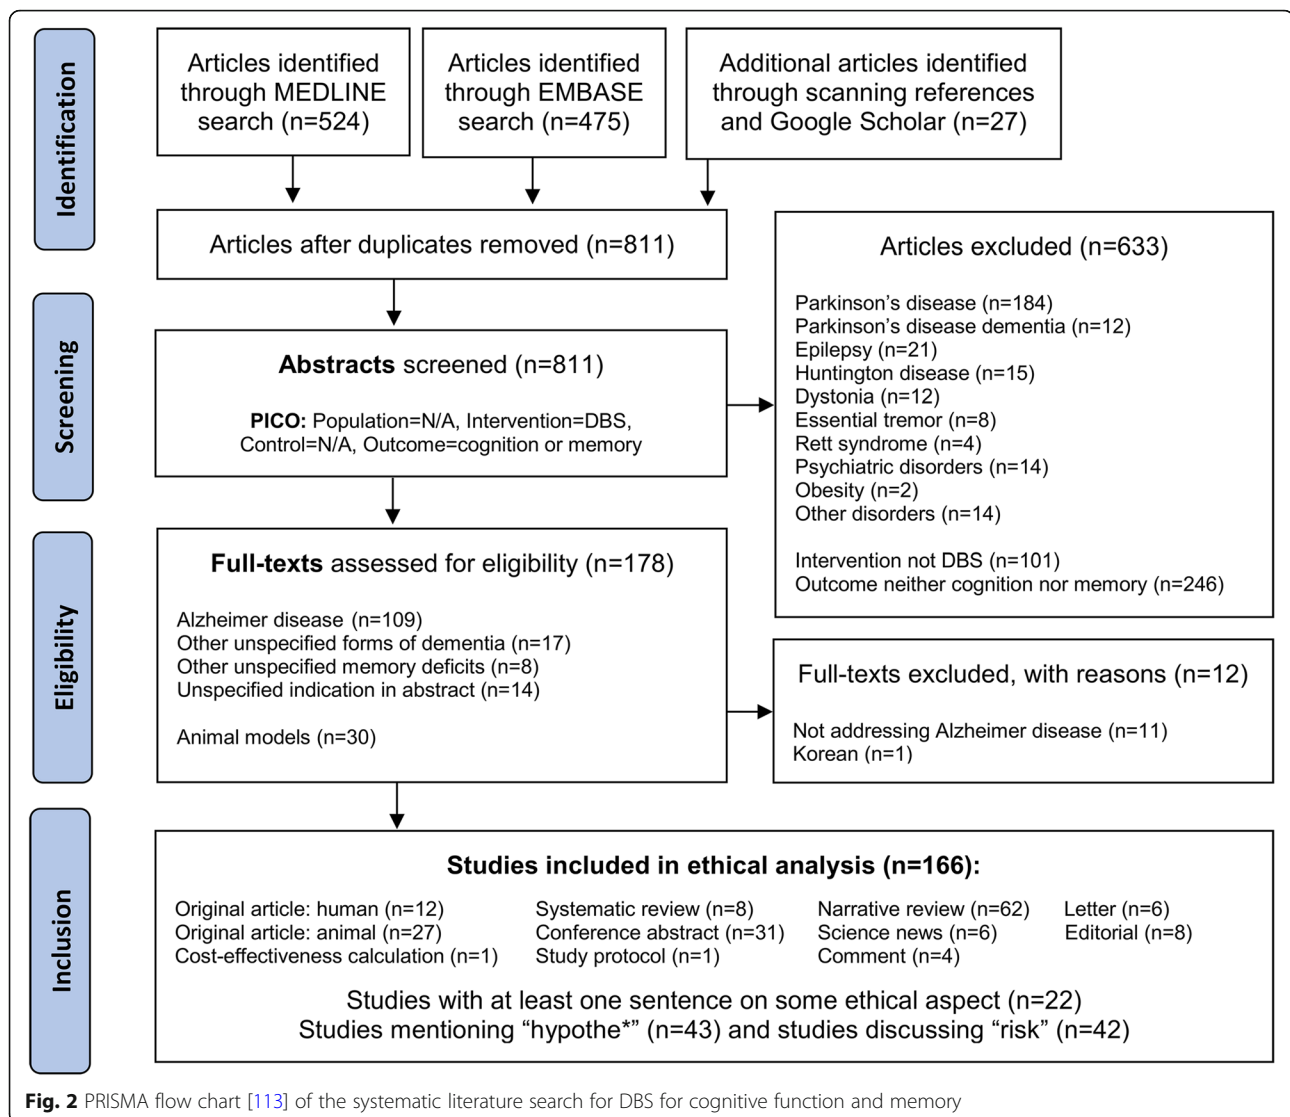 Identification
Articles identified
through MEDLINE
search (n=524)
Articles identified
through EMBASE
search (n=475)
Additional articles identified
through scanning references
and Google Scholar (n=27)
Articles after duplicates removed (n=811)
Articles excluded (n=633)
Parkinson's disease (n=184)
Parkinson's disease dementia (n=12)
Epilepsy (n=21)
Huntington disease (n=15)
Dystonia (n=12)
Essential tremor (n=8)
Rett syndrome (n=4)
Psychiatric disorders (n=14)
Obesity (n=2)
Other disorders (n=14)
Intervention not DBS (n=101)
Outcome neither cognition nor memory (n=246)
Screening
Abstracts screened (n=811)
PICO: Population=N/A, Intervention=DBS,
Control=N/A, Outcome=cognition or memory
Eligibility
Full-texts assessed for eligibility (n=178)
Alzheimer disease (n=109)
Other unspecified forms of dementia (n=17)
Other unspecified memory deficits (n=8)
Unspecified indication in abstract (n=14)
Animal models (n=30)
Full-texts excluded, with reasons (n=12)
Not addressing Alzheimer disease (n=11)
Korean (n=1)
Inclusion
Studies included in ethical analysis (n=166):
Original article: human (n=12)
Original article: animal (n=27)
Cost-effectiveness calculation (n=1)
Systematic review (n=8)
Conference abstract (n=31)
Study protocol (n=1)
Narrative review (n=62)
Science news (n=6)
Comment (n=4)
Letter (n=6)
Editorial (n=8)
Studies with at least one sentence on some ethical aspect (n=22)
Studies mentioning "hypothe*" (n=43) and studies discussing "risk" (n=42)
Fig. 2 PRISMA flow chart [113] of the systematic literature search for DBS for cognitive function and memory